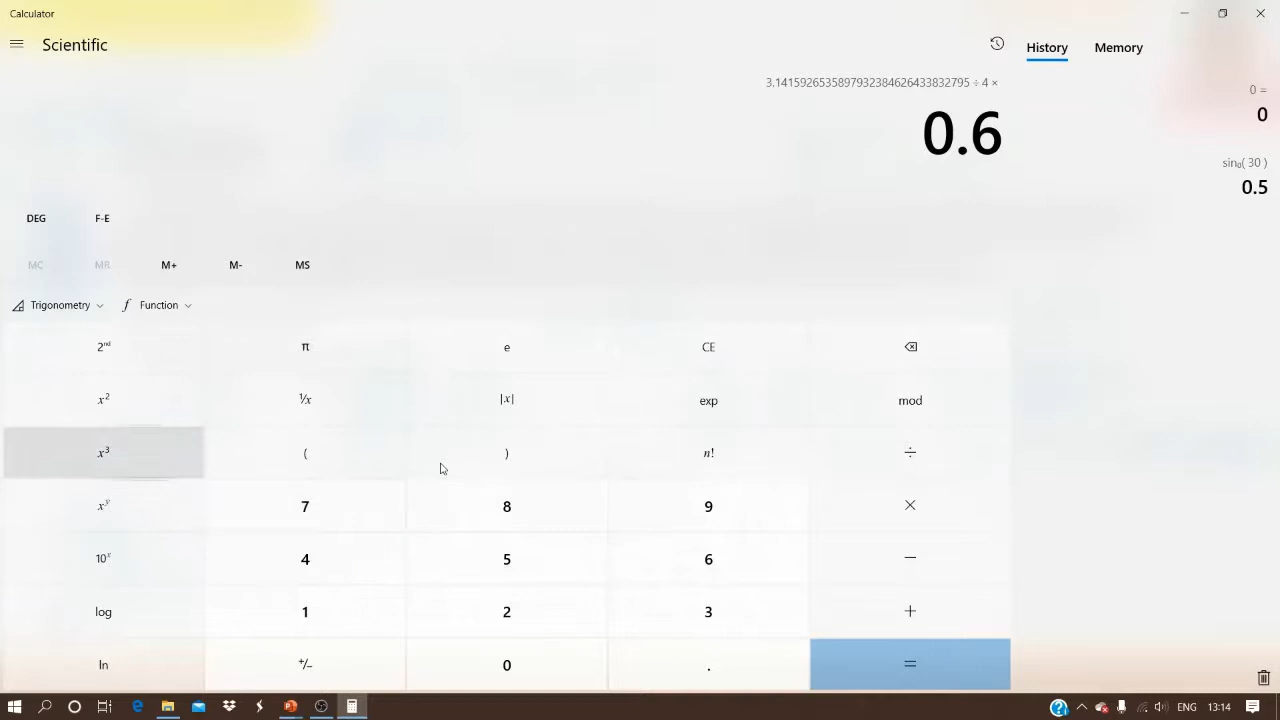 Calculator
Scientific
History Memory
3.1415926535897932384626433832795 ÷ 4 ×
0.6
0 =
0
sin₀( 30 )
0.5
DEG F-E
MC MR M+ M- MS
Trigonometry f Function
2ⁿᵈ π e CE
x² ¹/x |x| exp mod
x³ ( ) n! ÷
xʸ 7 8 9 ×
10ˣ 4 5 6 −
log 1 2 3 +
ln +/− 0 . =
ENG 13:14